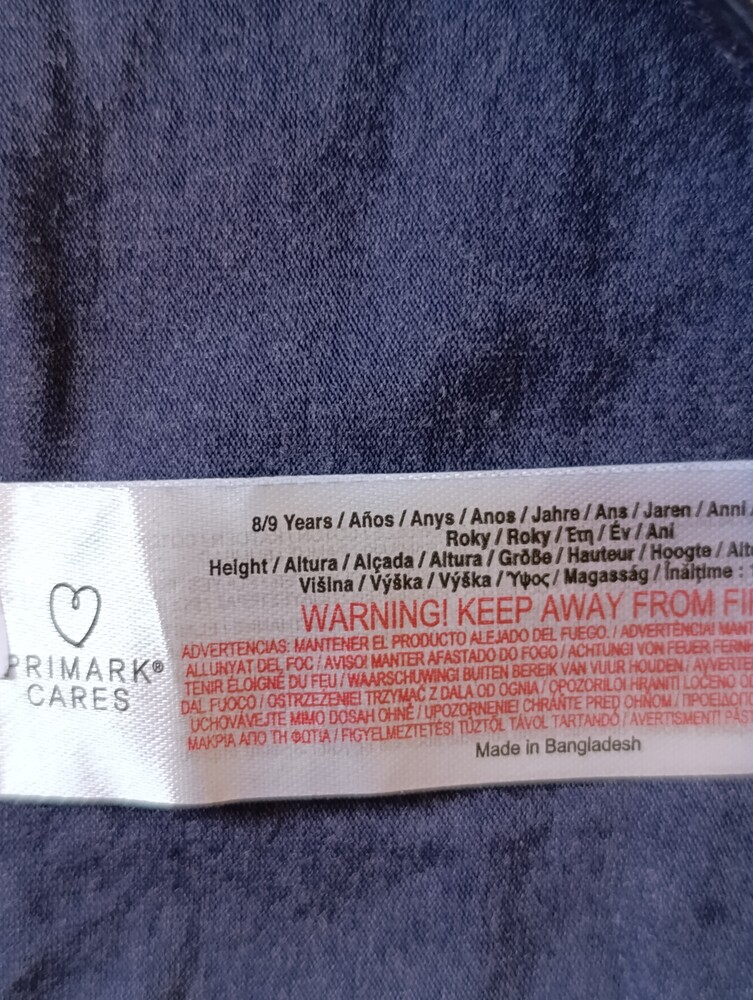 PRIMARK®
CARES
8/9 Years / Años / Anys / Anos / Jahre / Ans / Jaren / Anni /
Roky / Roky / Έτη / Év / Ani
Height / Altura / Alçada / Altura / Größe / Hauteur / Hoogte /
Višina / Výška / Výška / Ύψος / Magasság / Înălțime :
WARNING! KEEP AWAY FROM
ADVERTENCIAS: MANTENER EL PRODUCTO ALEJADO DEL FUEGO. / ADVERTÈNCIA!
ALLUNYAT DEL FOC / AVISO! MANTER AFASTADO DO FOGO / ACHTUNG! VON FEUER
TENIR ÉLOIGNÉ DU FEU / WAARSCHUWING! BUITEN BEREIK VAN VUUR HOUDEN /
DAL FUOCO / OSTRZEŻENIE! TRZYMAĆ Z DALA OD OGNIA / OPOZORILO! HRANITI LOČENO
UCHOVÁVEJTE MIMO DOSAH OHNĚ / UPOZORNENIE! CHRÁŇTE PRED OHŇOM /
ΜΑΚΡΙΑ ΑΠΟ ΤΗ ΦΩΤΙΑ / FIGYELMEZTETÉS! TŰZTŐL TÁVOL TARTANDÓ / AVERTISMENT!
Made in Bangladesh